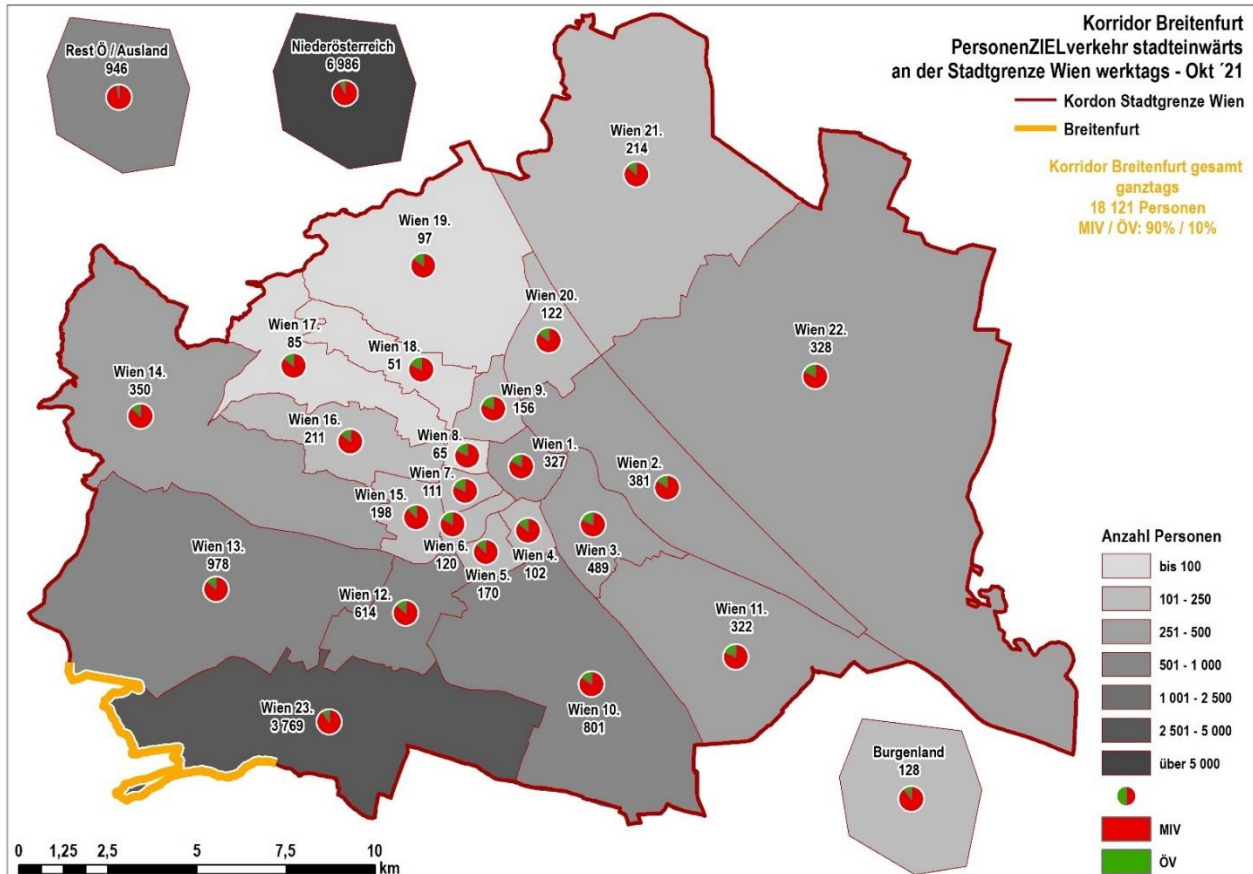 Korridor Breitenfurt
PersonenZIELverkehr stadteinwärts
an der Stadtgrenze Wien werktags - Okt ´21
Kordon Stadtgrenze Wien
Breitenfurt
Korridor Breitenfurt gesamt
ganztags
18 121 Personen
MIV / ÖV: 90% / 10%
Rest Ö / Ausland
946
Niederösterreich
6 986
Wien 21.
214
Wien 19.
97
Wien 20.
122
Wien 17.
85
Wien 18.
51
Wien 22.
328
Wien 14.
350
Wien 9.
156
Wien 16.
211
Wien 8.
65
Wien 1.
327
Wien 7.
111
Wien 2.
381
Wien 15.
198
Wien 6.
120
Wien 5.
170
Wien 4.
102
Wien 3.
489
Wien 13.
978
Wien 12.
614
Wien 11.
322
Wien 23.
3 769
Wien 10.
801
Burgenland
128
Anzahl Personen
bis 100
101 - 250
251 - 500
501 - 1 000
1 001 - 2 500
2 501 - 5 000
über 5 000
MIV
ÖV
0 1,25 2,5 5 7,5 10
km